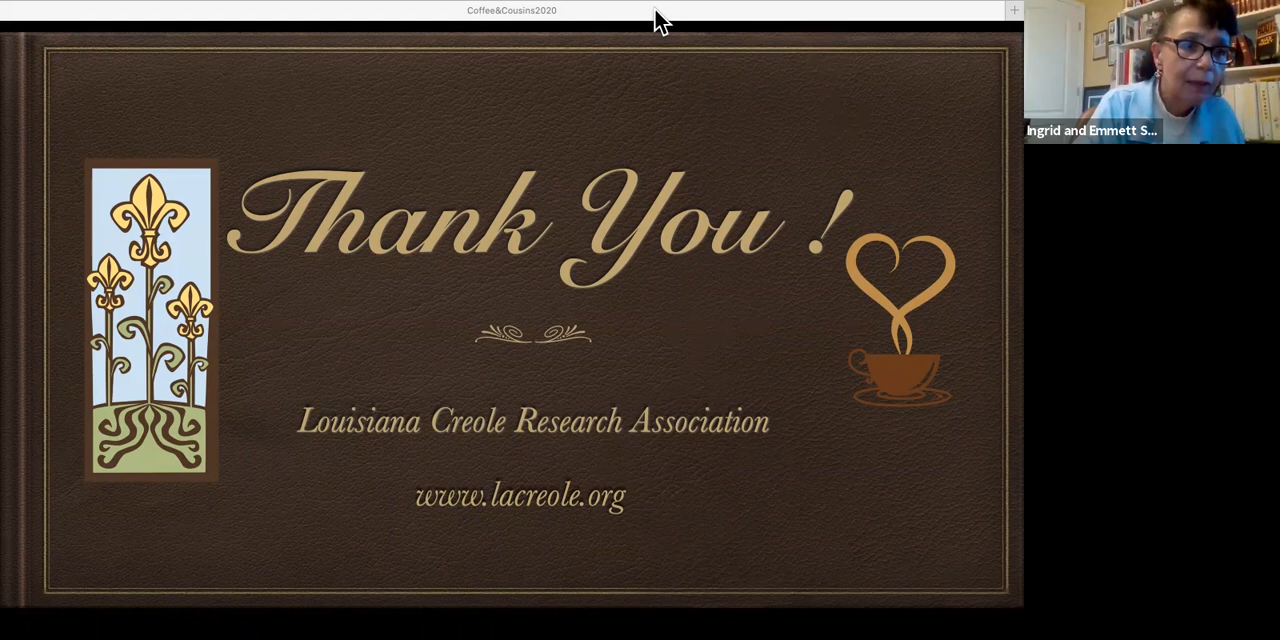 Coffee&Cousins2020
Thank You !
Ingrid and Emmett S...
Louisiana Creole Research Association
www.lacreole.org